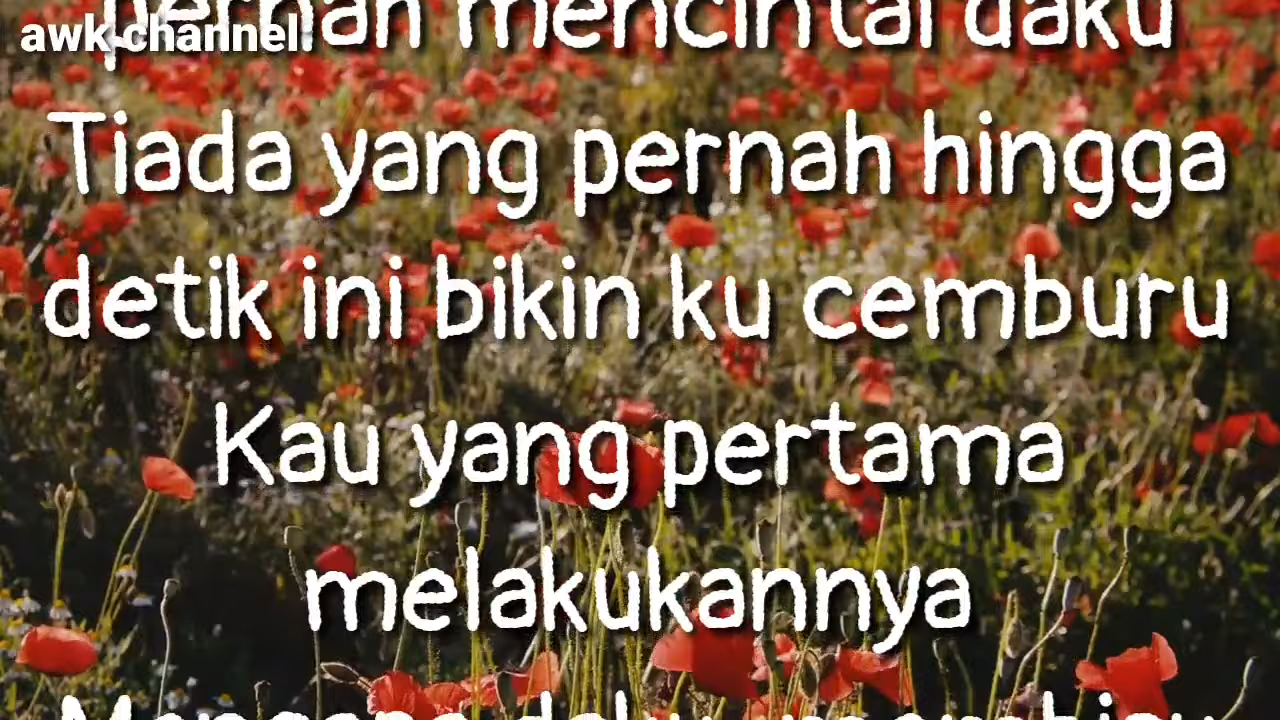 pernah mencintai daku
awk channel
Tiada yang pernah hingga
detik ini bikin ku cemburu
Kau yang pertama
melakukannya